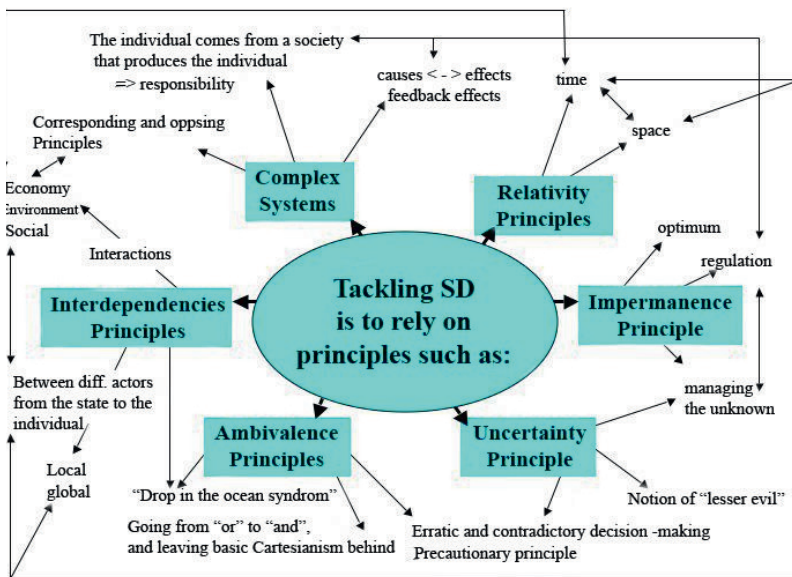 The individual comes from a society
that produces the individual
=> responsibility
causes < - > effects
feedback effects
time
space
Corresponding and oppsing
Principles
Complex
Systems
Relativity
Principles
Economy
Environment
Social
optimum
regulation
Interactions
Tackling SD
is to rely on
principles such as:
Interdependencies
Principles
Impermanence
Principle
Between diff. actors
from the state to the
individual
managing
the unknown
Ambivalence
Principles
Uncertainty
Principle
Local
global
“Drop in the ocean syndrom”
Notion of “lesser evil”
Going from “or” to “and”,
and leaving basic Cartesianism behind
Erratic and contradictory decision -making
Precautionary principle